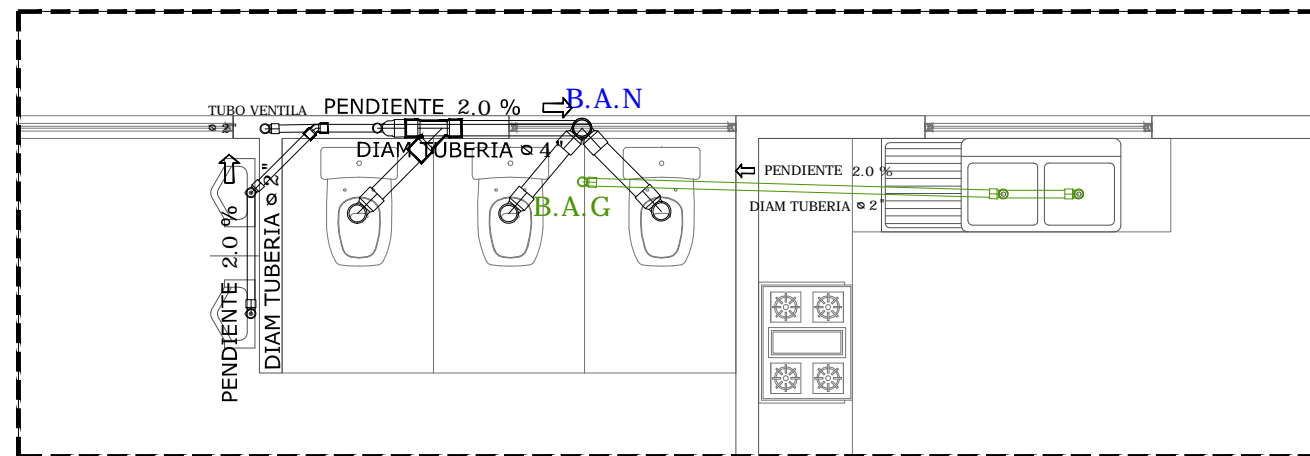 B.A.N
PENDIENTE 2.0 %
TUBO VENTILA
ø 2"
DIAM TUBERIA ø 4"
PENDIENTE 2.0 %
DIAM TUBERIA ø 2"
B.A.G
PENDIENTE 2.0 %
DIAM TUBERIA ø 2"